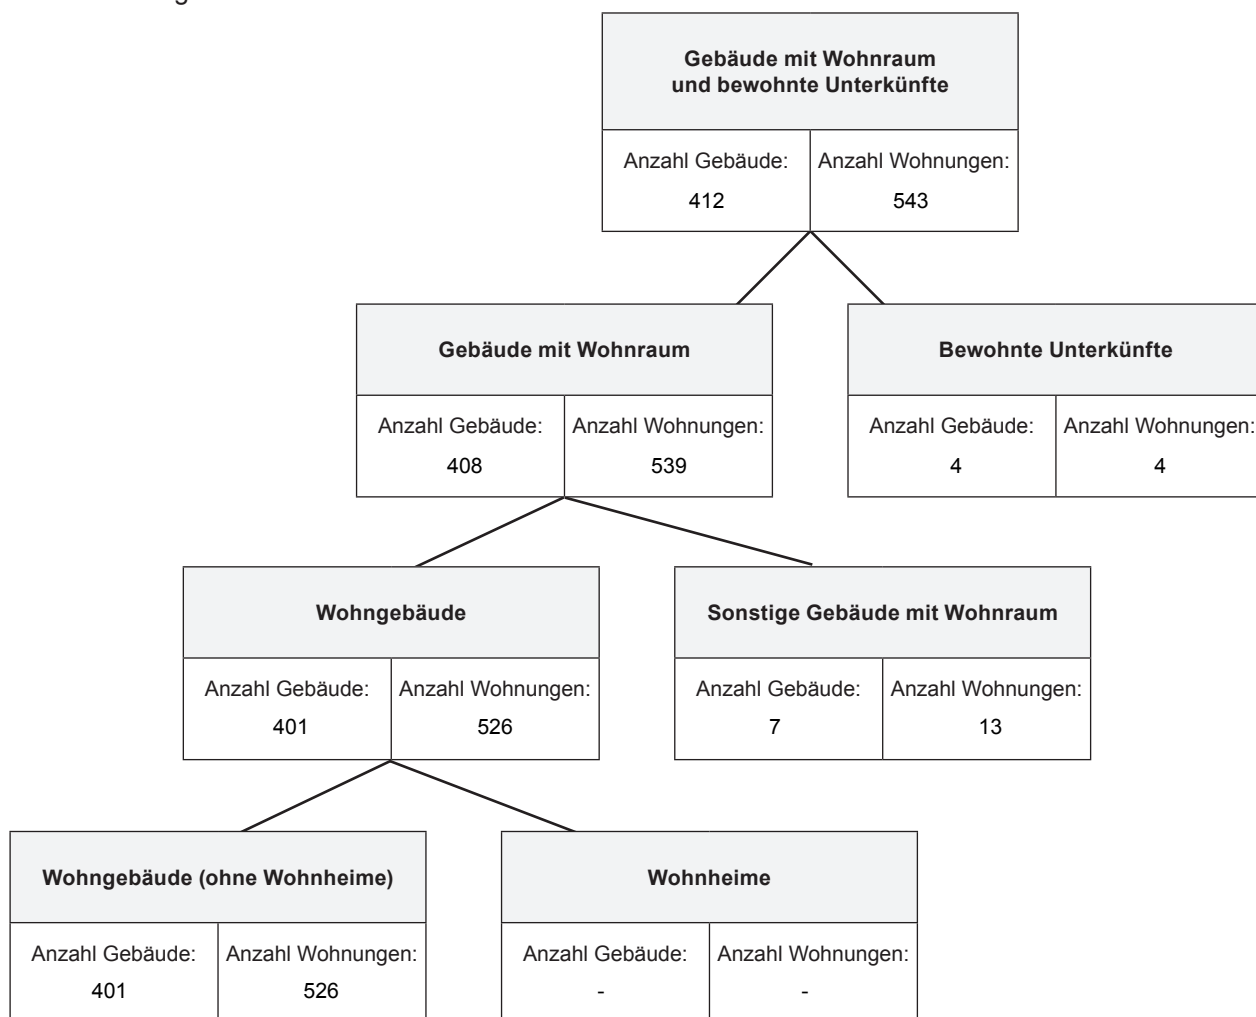 Gebäude mit Wohnraum
und bewohnte Unterkünfte
Anzahl Gebäude: Anzahl Wohnungen:
412 543
Gebäude mit Wohnraum
Anzahl Gebäude: Anzahl Wohnungen:
408 539
Bewohnte Unterkünfte
Anzahl Gebäude: Anzahl Wohnungen:
4 4
Wohngebäude
Anzahl Gebäude: Anzahl Wohnungen:
401 526
Sonstige Gebäude mit Wohnraum
Anzahl Gebäude: Anzahl Wohnungen:
7 13
Wohngebäude (ohne Wohnheime)
Anzahl Gebäude: Anzahl Wohnungen:
401 526
Wohnheime
Anzahl Gebäude: Anzahl Wohnungen:
- -